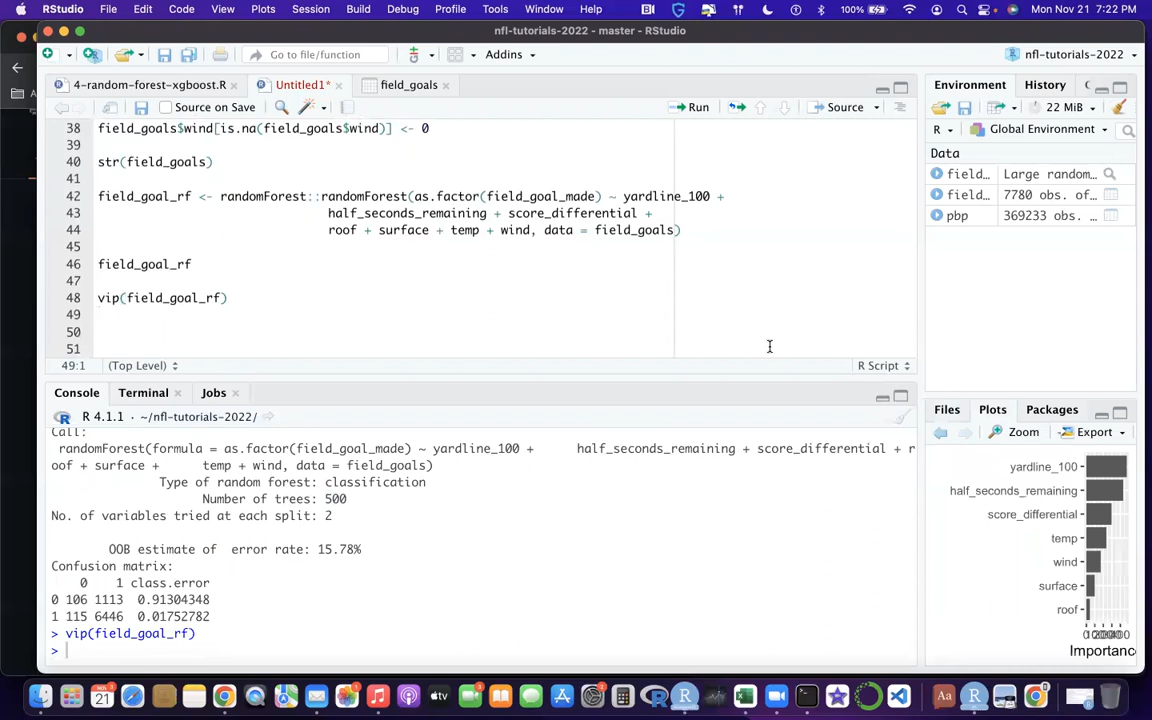 RStudio File Edit Code View Plots Session Build Debug Profile Tools Window Help 100% Mon Nov 21 7:22 PM
nfl-tutorials-2022 - master - RStudio
Go to file/function Addins nfl-tutorials-2022
4-random-forest-xgboost.R Untitled1* field_goals
Source on Save Run Source
38 field_goals$wind[is.na(field_goals$wind)] <- 0
39
40 str(field_goals)
41
42 field_goal_rf <- randomForest::randomForest(as.factor(field_goal_made) ~ yardline_100 +
43 half_seconds_remaining + score_differential +
44 roof + surface + temp + wind, data = field_goals)
45
46 field_goal_rf
47
48 vip(field_goal_rf)
49
50
51
49:1 (Top Level) R Script
Console Terminal Jobs
R 4.1.1 · ~/nfl-tutorials-2022/
Call:
randomForest(formula = as.factor(field_goal_made) ~ yardline_100 + half_seconds_remaining + score_differential + r
oof + surface + temp + wind, data = field_goals)
Type of random forest: classification
Number of trees: 500
No. of variables tried at each split: 2
OOB estimate of error rate: 15.78%
Confusion matrix:
0 1 class.error
0 106 1113 0.91304348
1 115 6446 0.01752782
> vip(field_goal_rf)
>
Environment History
22 MiB
R Global Environment
Data
field... Large random...
field... 7780 obs. of...
pbp 369233 obs. ...
Files Plots Packages
Zoom Export
yardline_100
half_seconds_remaining
score_differential
temp
wind
surface
roof
Importance